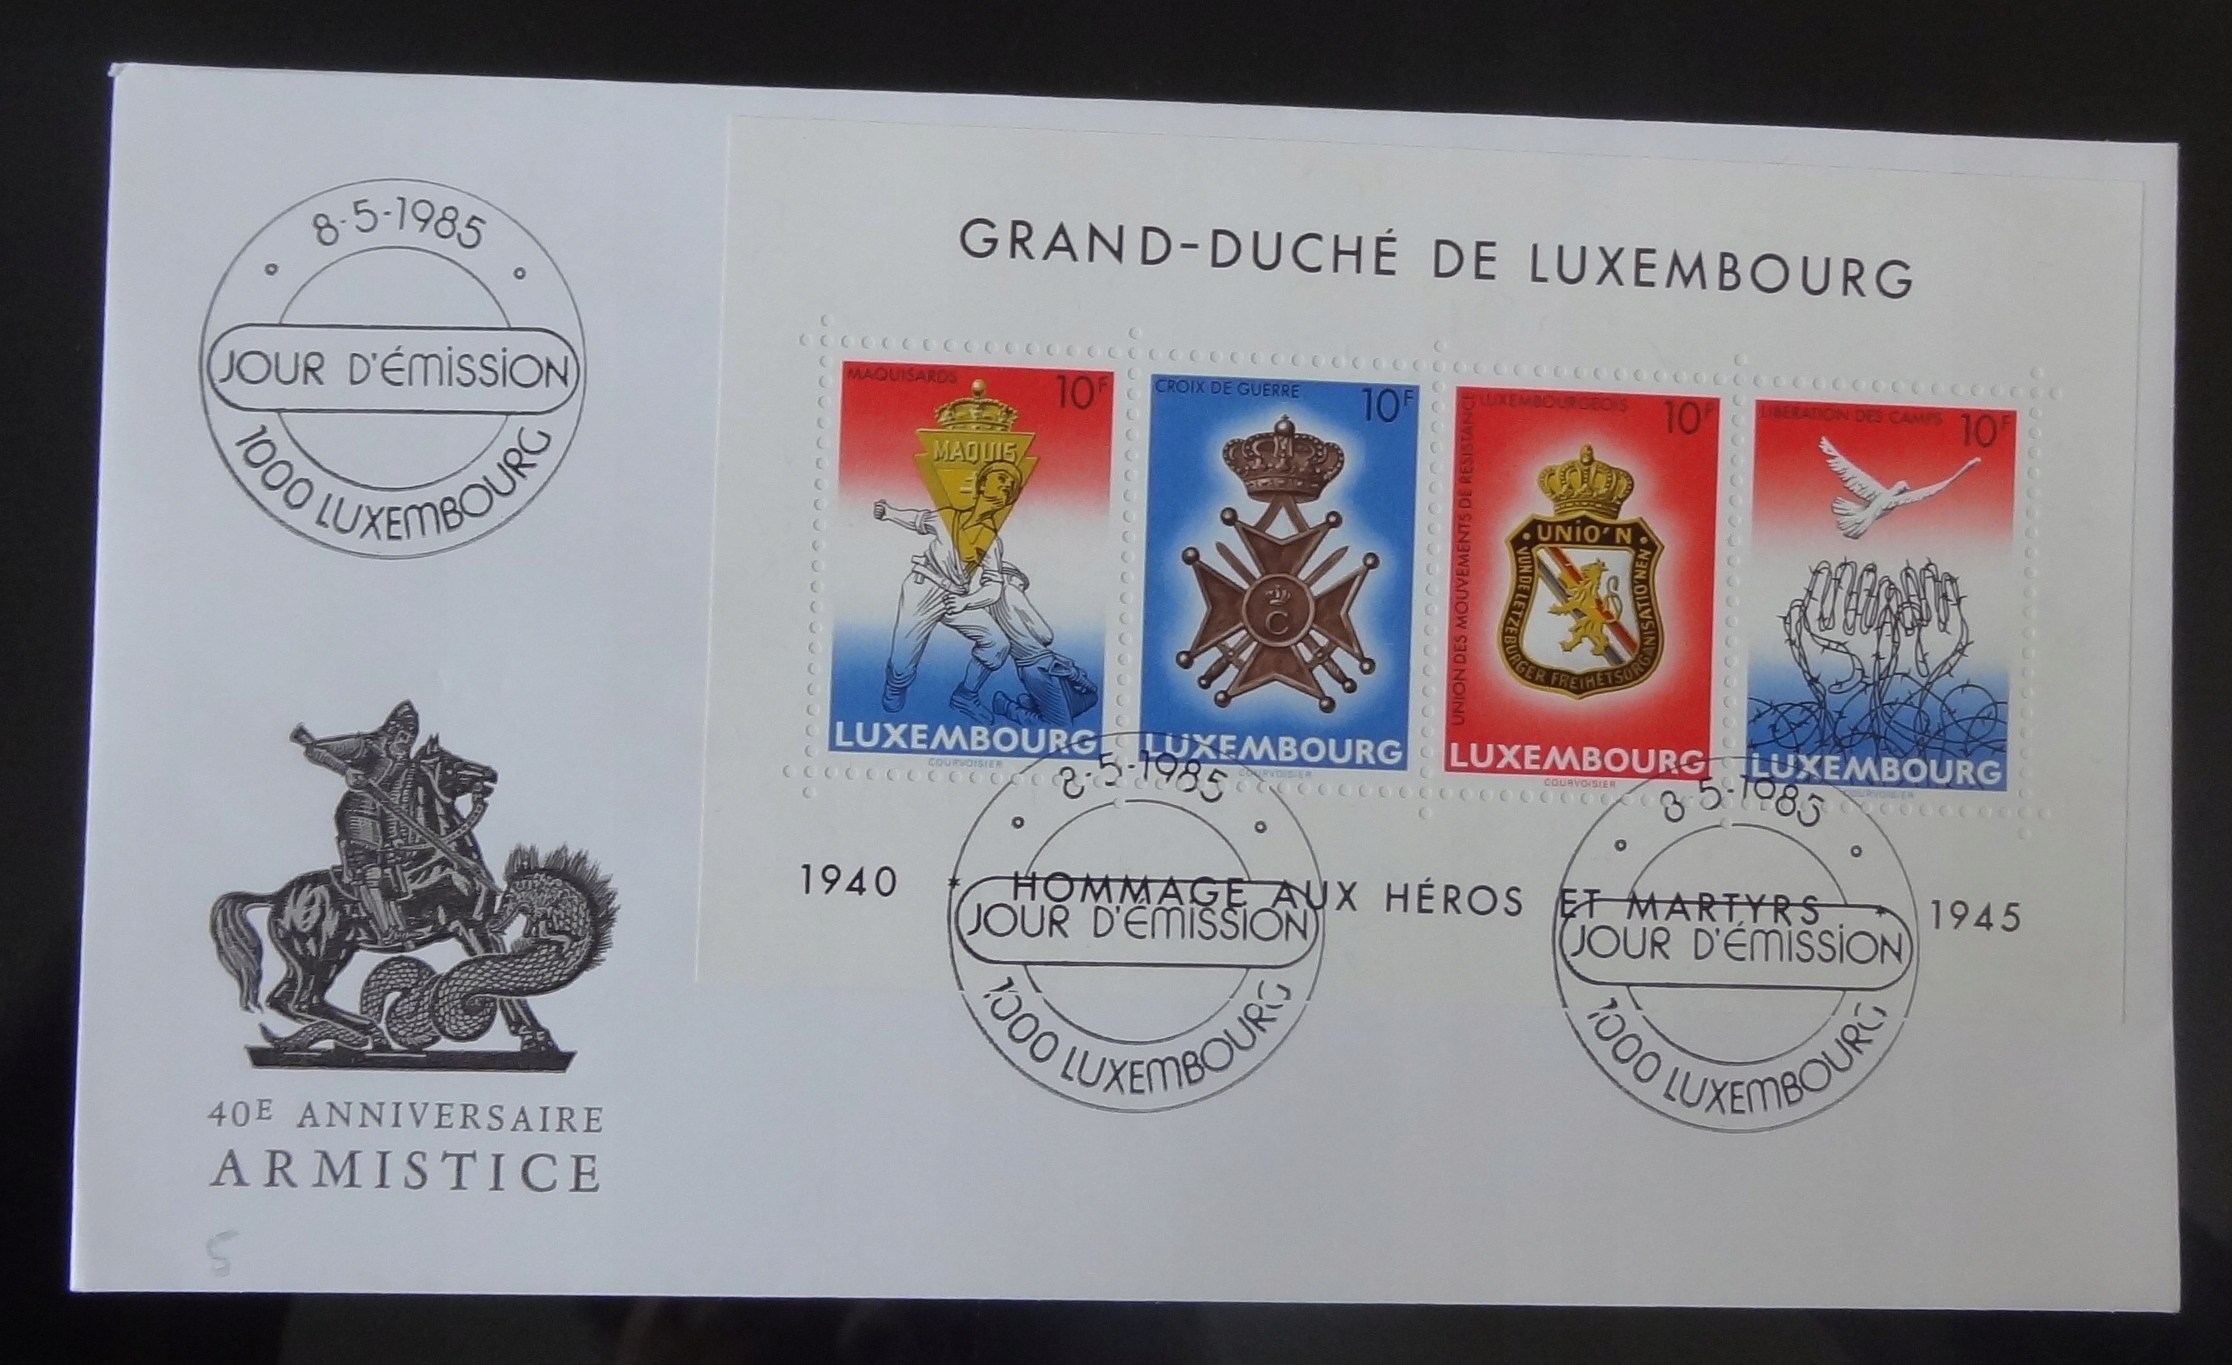 8-5-1985
JOUR D'ÉMISSION
1000 LUXEMBOURG
40E ANNIVERSAIRE
ARMISTICE
5
GRAND-DUCHÉ DE LUXEMBOURG
MAQUISARDS 10F
MAQUIS
LUXEMBOURG
COURVOISIER
CROIX DE GUERRE 10F
C
LUXEMBOURG
COURVOISIER
UNION DES MOUVEMENTS DE RESISTANCE
LUXEMBOURGEOIS 10F
UNIO'N
VUN DE LETZEBURGER FREIHETSORGANISATIO'NEN
LUXEMBOURG
COURVOISIER
LIBERATION DES CAMPS 10F
LUXEMBOURG
COURVOISIER
1940 * HOMMAGE AUX HÉROS ET MARTYRS * 1945
8-5-1985
JOUR D'ÉMISSION
1000 LUXEMBOURG
8-5-1985
JOUR D'ÉMISSION
1000 LUXEMBOURG